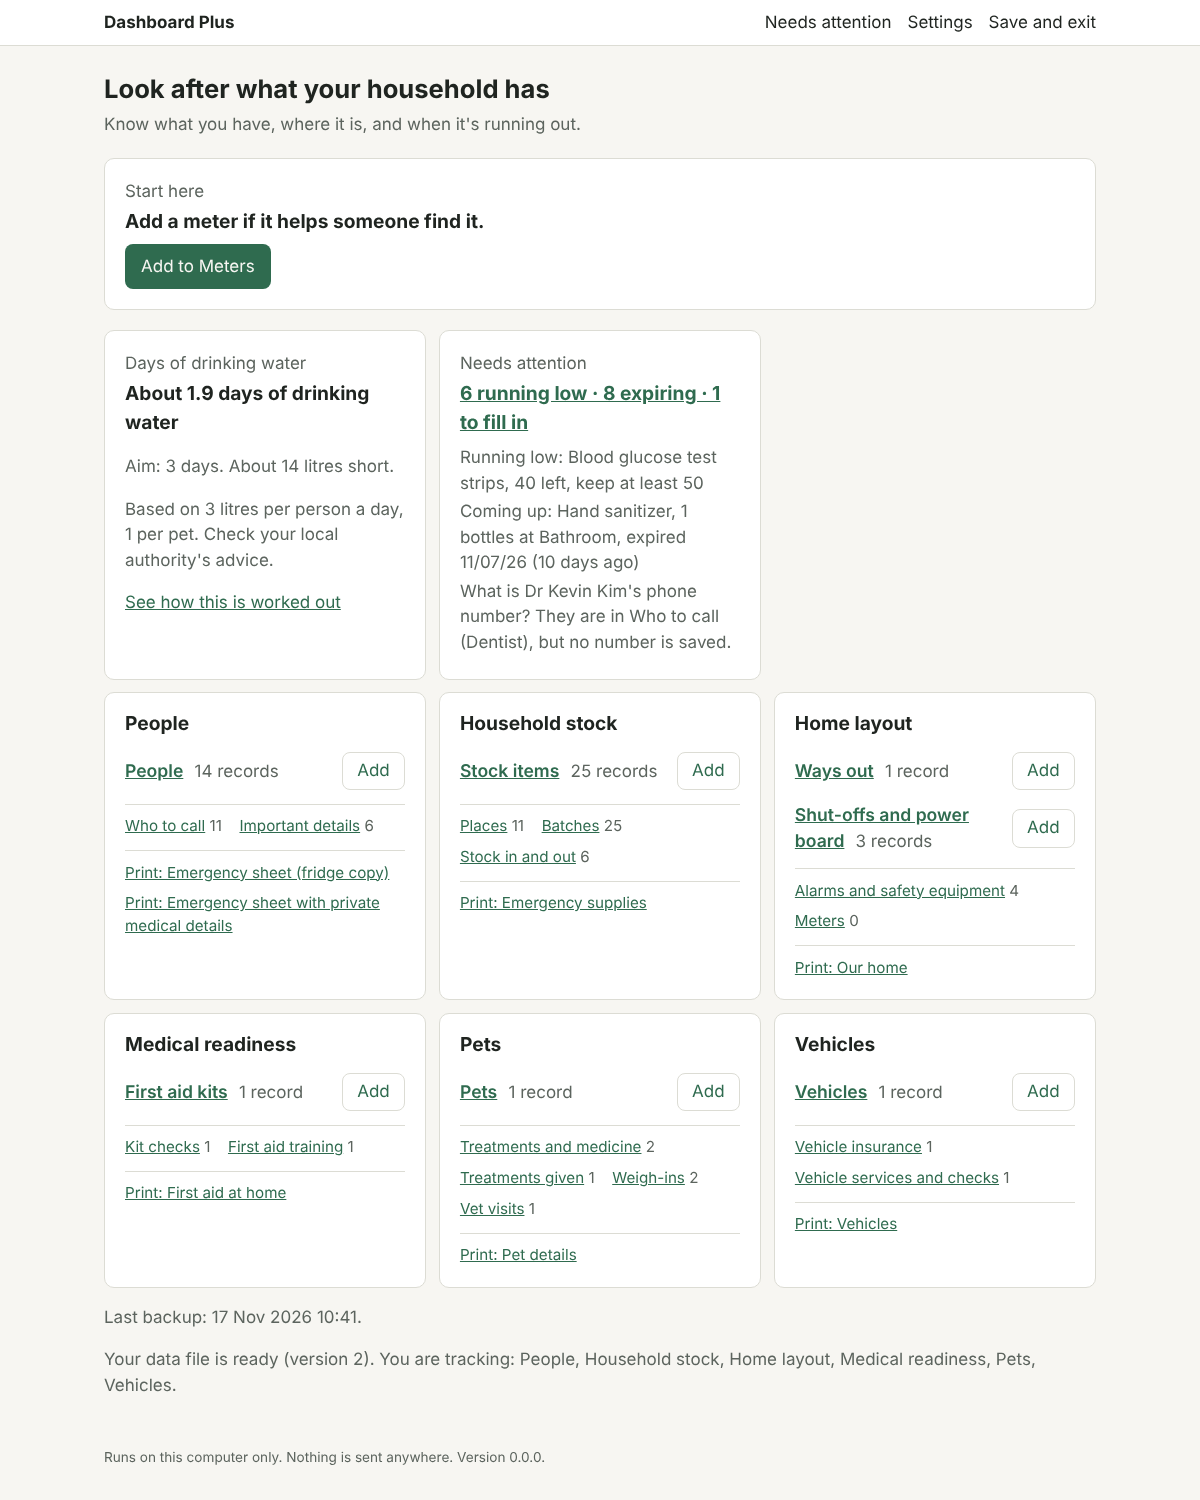 Dashboard Plus
Needs attention Settings Save and exit
Look after what your household has
Know what you have, where it is, and when it's running out.
Start here
Add a meter if it helps someone find it.
Add to Meters
Days of drinking water
About 1.9 days of drinking
water
Aim: 3 days. About 14 litres short.
Based on 3 litres per person a day,
1 per pet. Check your local
authority's advice.
See how this is worked out
Needs attention
6 running low · 8 expiring · 1
to fill in
Running low: Blood glucose test
strips, 40 left, keep at least 50
Coming up: Hand sanitizer, 1
bottles at Bathroom, expired
11/07/26 (10 days ago)
What is Dr Kevin Kim's phone
number? They are in Who to call
(Dentist), but no number is saved.
People
People 14 records Add
Who to call 11 Important details 6
Print: Emergency sheet (fridge copy)
Print: Emergency sheet with private
medical details
Household stock
Stock items 25 records Add
Places 11 Batches 25
Stock in and out 6
Print: Emergency supplies
Home layout
Ways out 1 record Add
Shut-offs and power
board 3 records Add
Alarms and safety equipment 4
Meters 0
Print: Our home
Medical readiness
First aid kits 1 record Add
Kit checks 1 First aid training 1
Print: First aid at home
Pets
Pets 1 record Add
Treatments and medicine 2
Treatments given 1 Weigh-ins 2
Vet visits 1
Print: Pet details
Vehicles
Vehicles 1 record Add
Vehicle insurance 1
Vehicle services and checks 1
Print: Vehicles
Last backup: 17 Nov 2026 10:41.
Your data file is ready (version 2). You are tracking: People, Household stock, Home layout, Medical readiness, Pets,
Vehicles.
Runs on this computer only. Nothing is sent anywhere. Version 0.0.0.